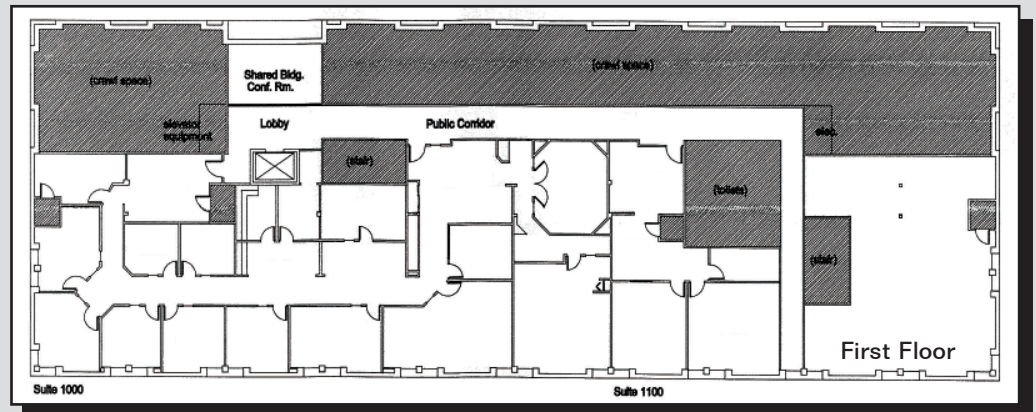 (crawl space)
Shared Bldg.
Conf. Rm.
(crawl space)
elevator
equipment
Lobby
Public Corridor
elec.
(stair)
(toilets)
(stair)
First Floor
Suite 1000
Suite 1100